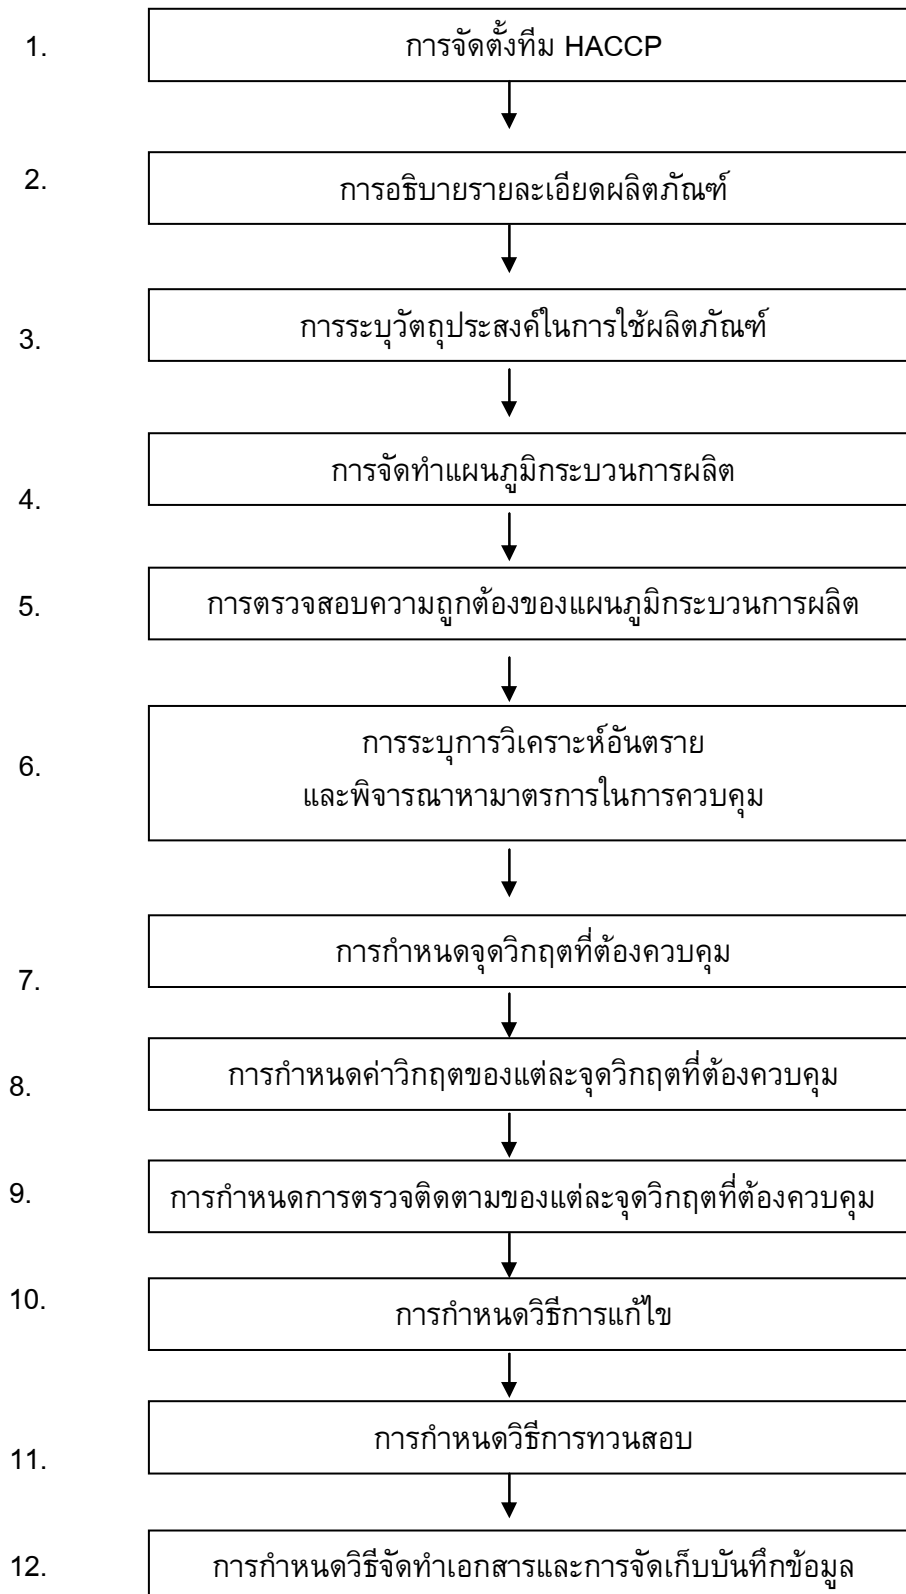 1. การจัดตั้งทีม HACCP
2. การอธิบายรายละเอียดผลิตภัณฑ์
3. การระบุวัตถุประสงค์ในการใช้ผลิตภัณฑ์
4. การจัดทำแผนภูมิกระบวนการผลิต
5. การตรวจสอบความถูกต้องของแผนภูมิกระบวนการผลิต
6. การระบุการวิเคราะห์อันตราย
และพิจารณาหามาตรการในการควบคุม
7. การกำหนดจุดวิกฤตที่ต้องควบคุม
8. การกำหนดค่าวิกฤตของแต่ละจุดวิกฤตที่ต้องควบคุม
9. การกำหนดการตรวจติดตามของแต่ละจุดวิกฤตที่ต้องควบคุม
10. การกำหนดวิธีการแก้ไข
11. การกำหนดวิธีการทวนสอบ
12. การกำหนดวิธีจัดทำเอกสารและการจัดเก็บบันทึกข้อมูล